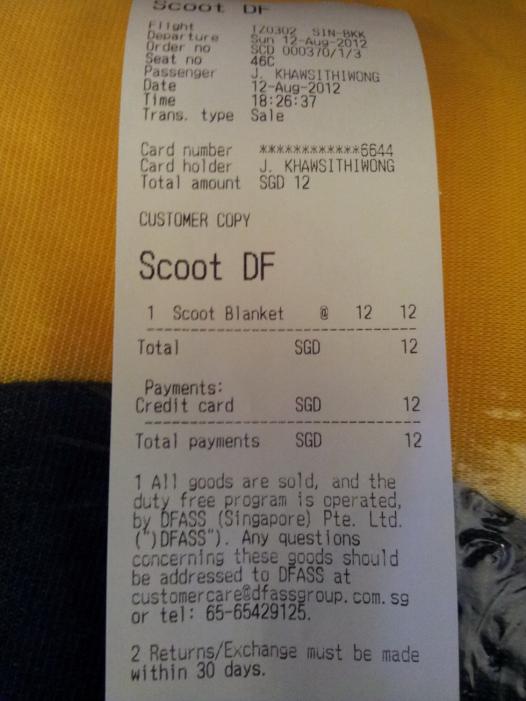 Scoot DF
Flight TZ0302 SIN-BKK
Departure Sun 12-Aug-2012
Order no SCD 000370/1/3
Seat no 46C
Passenger J. KHAWSITHIWONG
Date 12-Aug-2012
Time 18:26:37
Trans. type Sale
Card number ************6644
Card holder J. KHAWSITHIWONG
Total amount SGD 12
CUSTOMER COPY
Scoot DF
1 Scoot Blanket @ 12 12
Total SGD 12
Payments:
Credit card SGD 12
Total payments SGD 12
1 All goods are sold, and the
duty free program is operated,
by DFASS (Singapore) Pte. Ltd.
(")DFASS"). Any questions
concerning these goods should
be addressed to DFASS at
customercare@dfassgroup.com.sg
or tel: 65-65429125.
2 Returns/Exchange must be made
within 30 days.